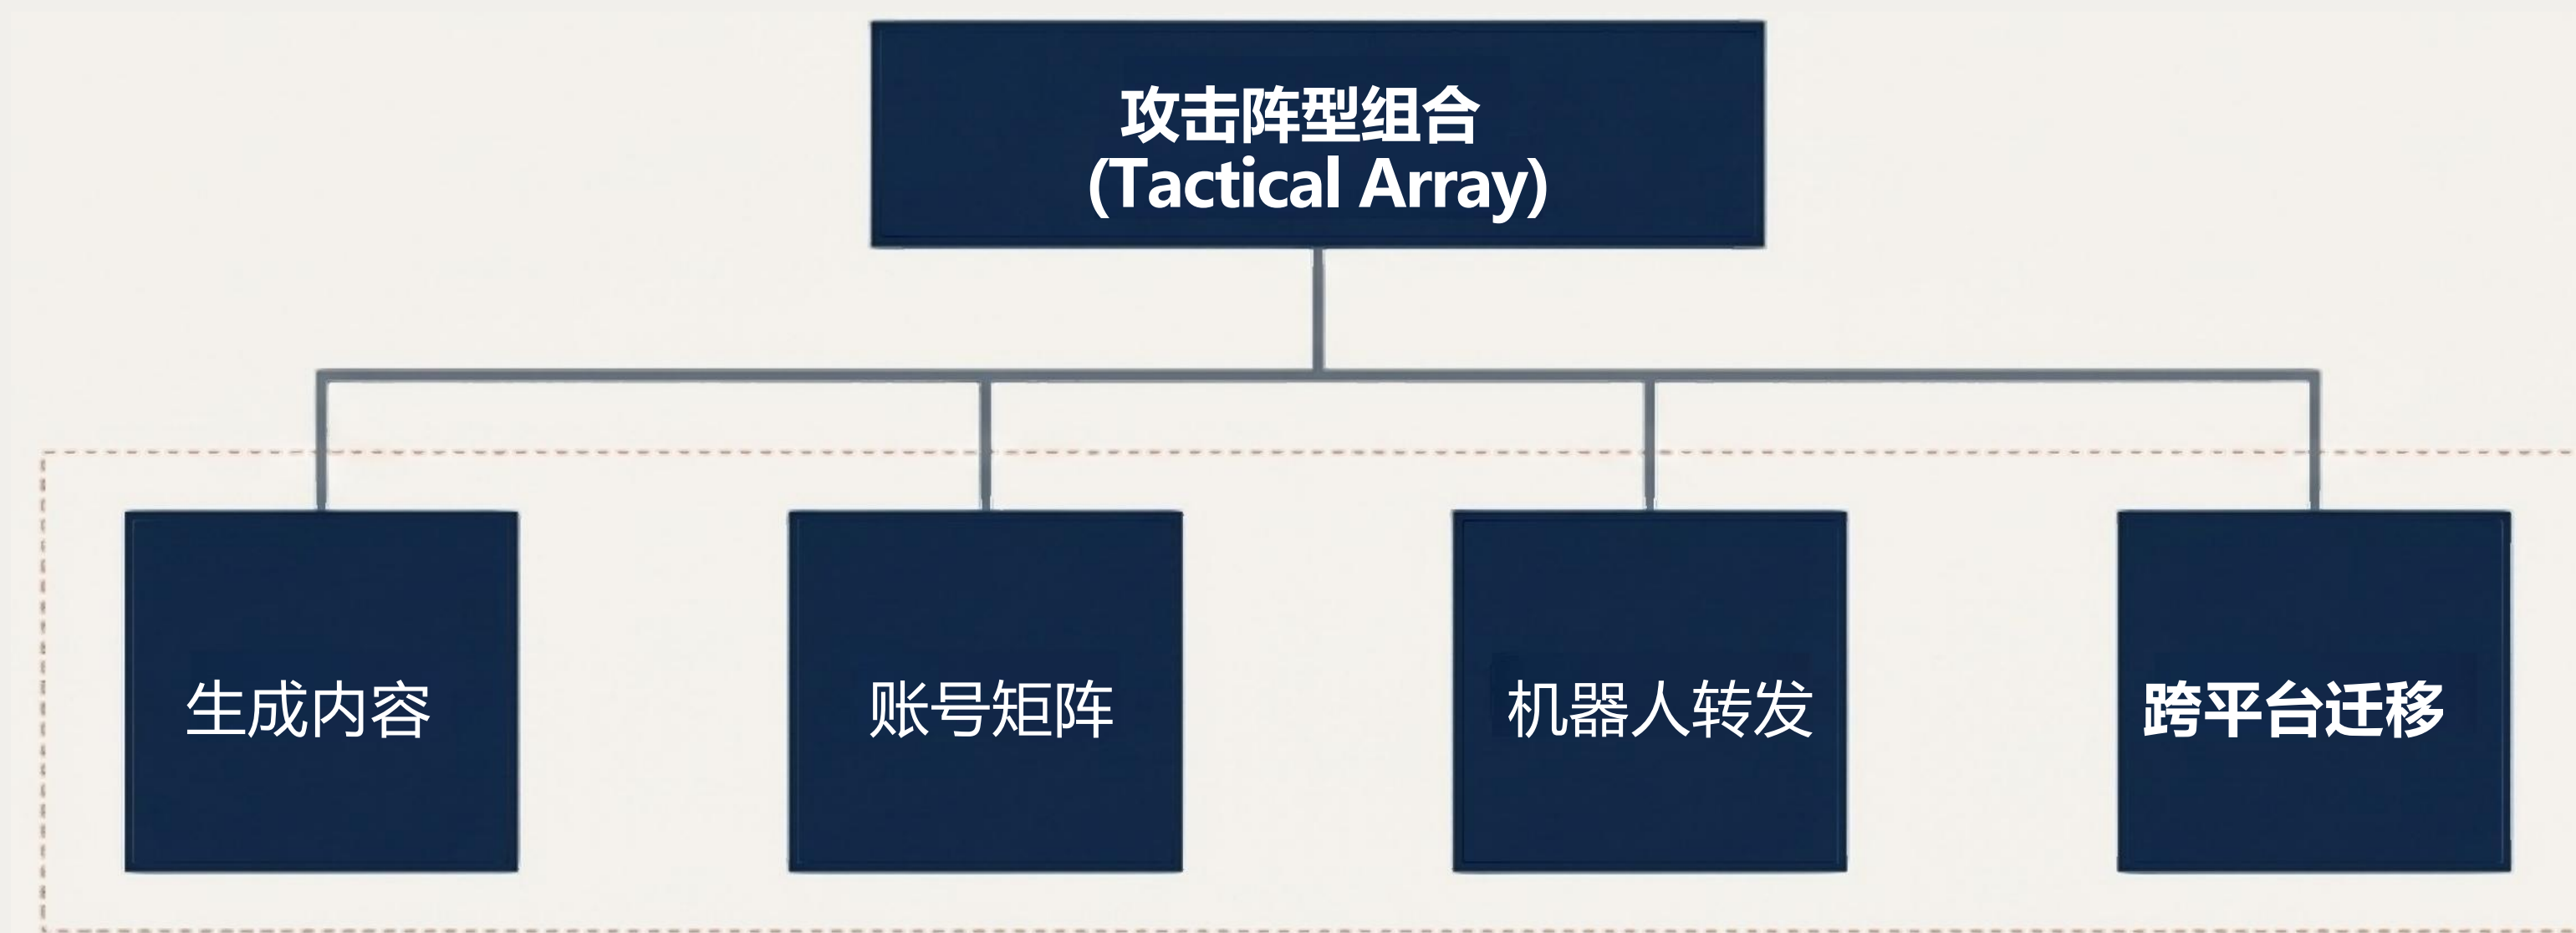 攻击阵型组合
(Tactical Array)
生成内容
账号矩阵
机器人转发
跨平台迁移